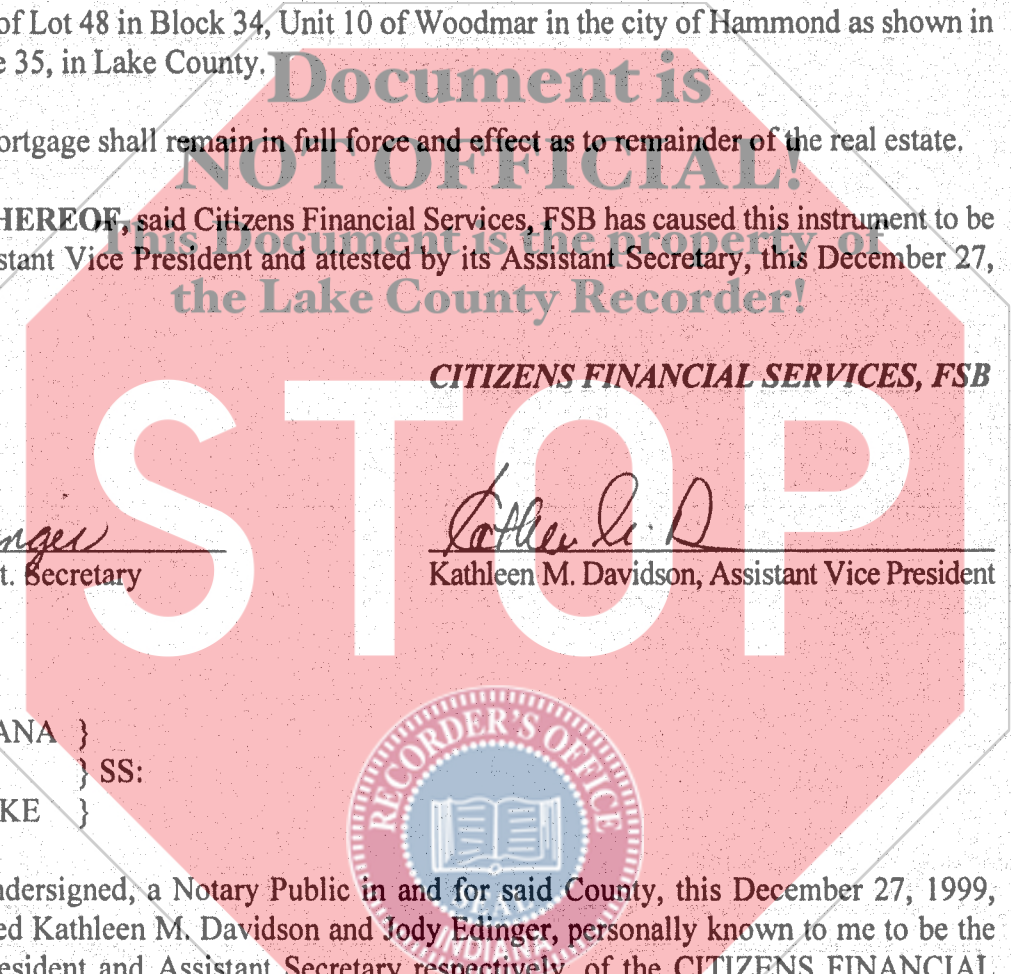 of Lot 48 in Block 34, Unit 10 of Woodmar in the city of Hammond as shown in
e 35, in Lake County.
Document is
ortgage shall remain in full force and effect as to remainder of the real estate.
NOT OFFICIAL!
HEREOF, said Citizens Financial Services, FSB has caused this instrument to be
This Document is the property of
stant Vice President and attested by its Assistant Secretary, this December 27,
the Lake County Recorder!
CITIZENS FINANCIAL SERVICES, FSB
STOP
nger
t. Secretary
Kathleen M. D
Kathleen M. Davidson, Assistant Vice President
RECORDER'S OFFICE
ANA }
} SS:
KE }
ndersigned, a Notary Public in and for said County, this December 27, 1999,
ed Kathleen M. Davidson and Jody Edinger, personally known to me to be the
INDIANA
resident and Assistant Secretary respectively, of the CITIZENS FINANCIAL